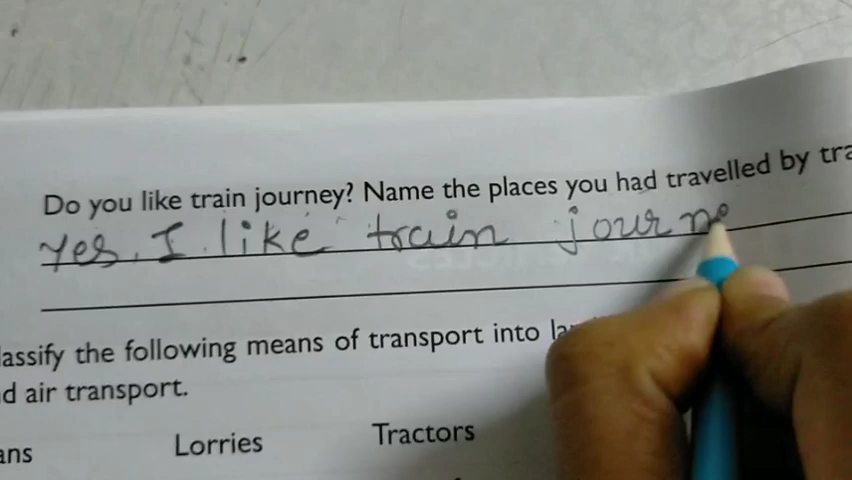 Do you like train journey? Name the places you had travelled by tra
Yes, I like train journe
lassify the following means of transport into la
d air transport.
ans Lorries Tractors